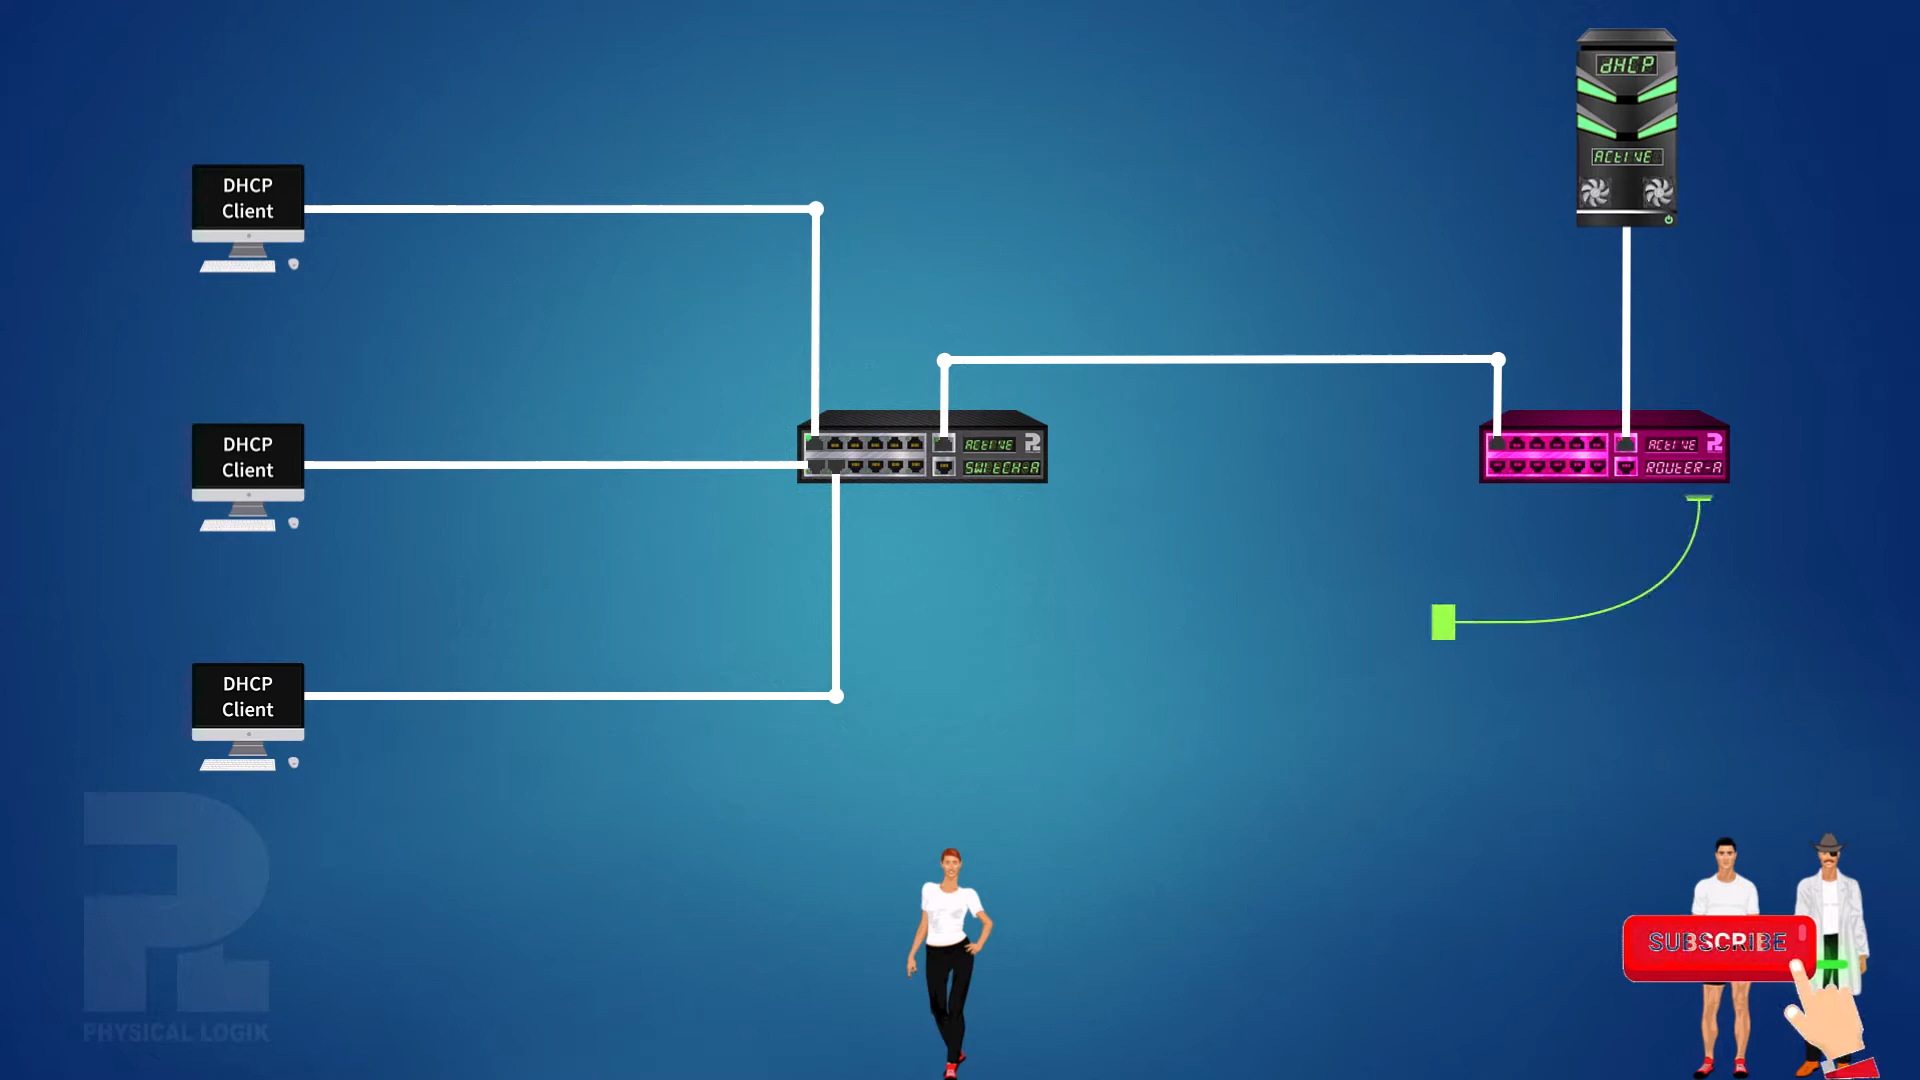 dHCP
ACtIVE
DHCP
Client
DHCP
Client
ACtIVE
SWItCH-A
ACtIVE
ROUtER-A
DHCP
Client
SUBSCRIBE
PHYSICAL LOGIK